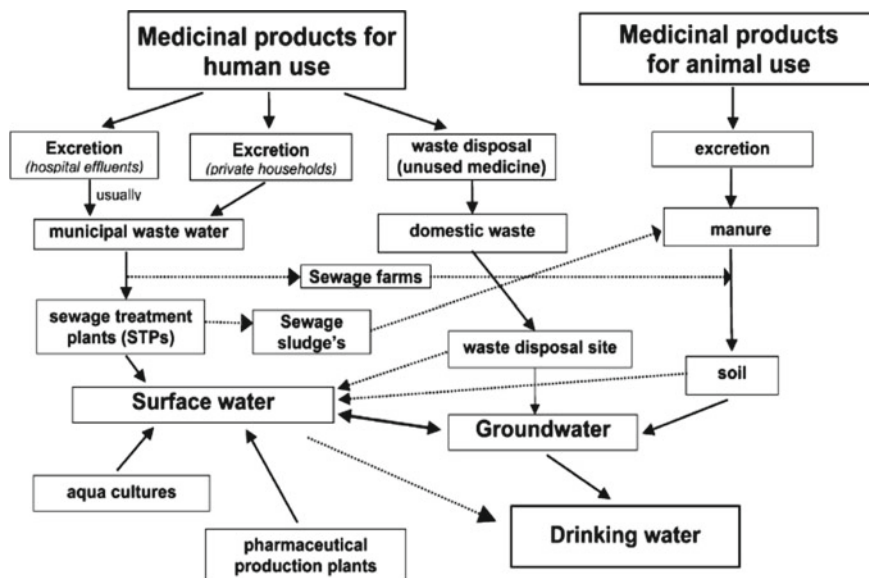 Medicinal products for
human use
Medicinal products
for animal use
Excretion
(hospital effluents)
Excretion
(private households)
waste disposal
(unused medicine)
excretion
usually
municipal waste water
domestic waste
manure
Sewage farms
sewage treatment
plants (STPs)
Sewage
sludge's
waste disposal site
soil
Surface water
Groundwater
aqua cultures
Drinking water
pharmaceutical
production plants